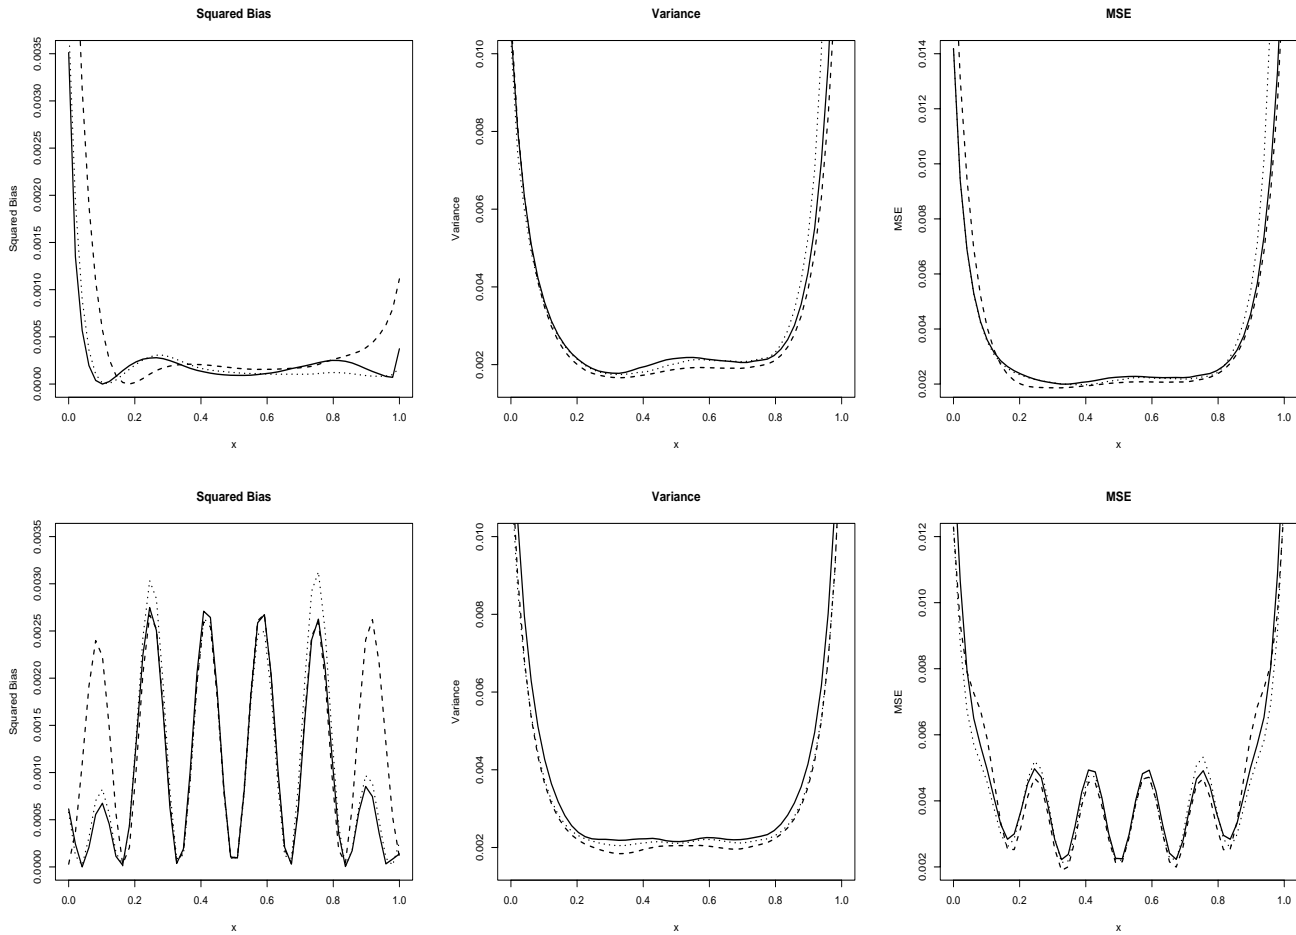 Squared Bias
Squared Bias
0.0000 0.0005 0.0010 0.0015 0.0020 0.0025 0.0030 0.0035
0.0 0.2 0.4 0.6 0.8 1.0
x
Variance
Variance
0.002 0.004 0.006 0.008 0.010
0.0 0.2 0.4 0.6 0.8 1.0
x
MSE
MSE
0.002 0.004 0.006 0.008 0.010 0.012 0.014
0.0 0.2 0.4 0.6 0.8 1.0
x
Squared Bias
Squared Bias
0.0000 0.0005 0.0010 0.0015 0.0020 0.0025 0.0030 0.0035
0.0 0.2 0.4 0.6 0.8 1.0
x
Variance
Variance
0.002 0.004 0.006 0.008 0.010
0.0 0.2 0.4 0.6 0.8 1.0
x
MSE
MSE
0.002 0.004 0.006 0.008 0.010 0.012
0.0 0.2 0.4 0.6 0.8 1.0
x